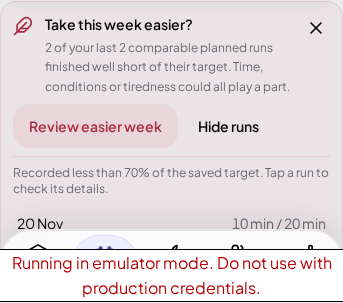 Take this week easier?
2 of your last 2 comparable planned runs
finished well short of their target. Time,
conditions or tiredness could all play a part.
Review easier week
Hide runs
Recorded less than 70% of the saved target. Tap a run to
check its details.
20 Nov 10 min / 20 min
Running in emulator mode. Do not use with
production credentials.